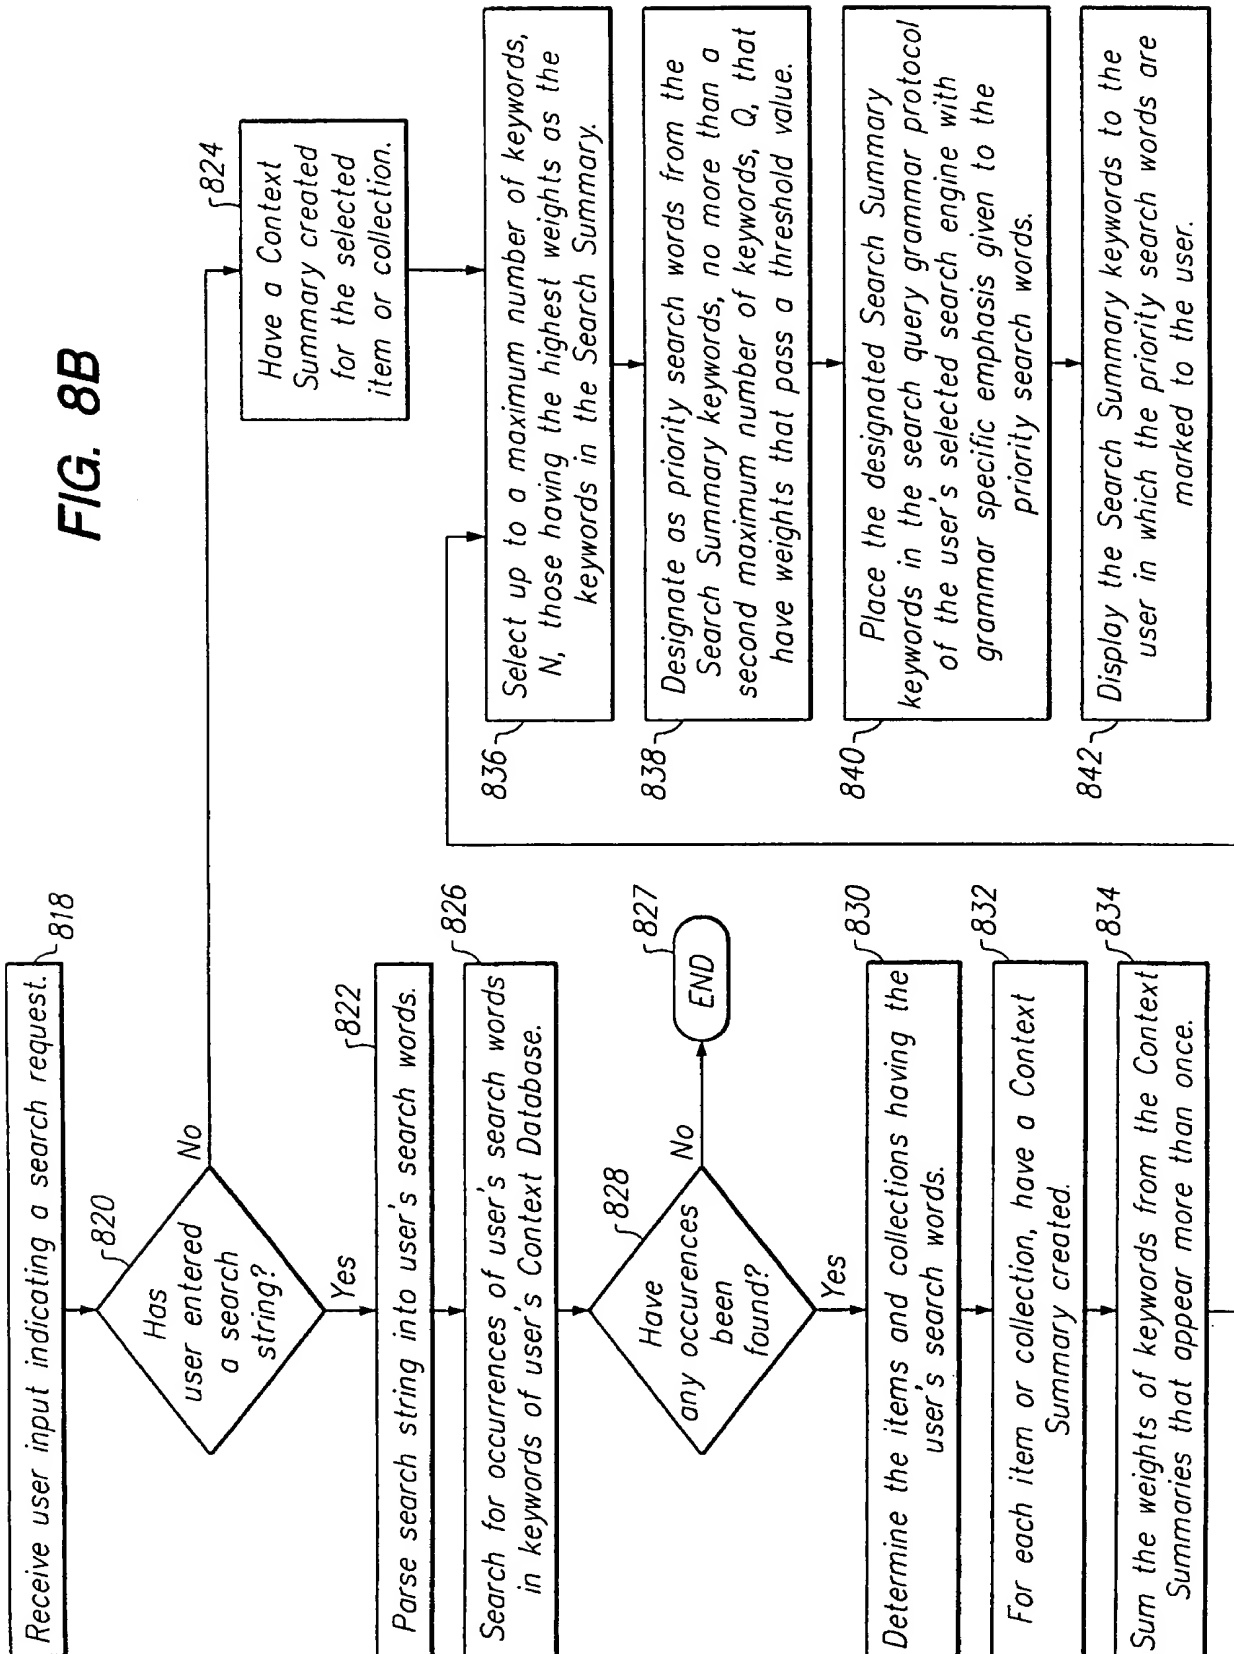 FIG. 8B
Receive user input indicating a search request.
818
820
Has
user entered
a search
string?
No
Yes
822
Parse search string into user's search words.
826
Search for occurrences of user's search words
in keywords of user's Context Database.
828
Have
any occurences
been
found?
No
827
END
Yes
830
Determine the items and collections having the
user's search words.
832
For each item or collection, have a Context
Summary created.
834
Sum the weights of keywords from the Context
Summaries that appear more than once.
824
Have a Context
Summary created
for the selected
item or collection.
836
Select up to a maximum number of keywords,
N, those having the highest weights as the
keywords in the Search Summary.
838
Designate as priority search words from the
Search Summary keywords, no more than a
second maximum number of keywords, Q, that
have weights that pass a threshold value.
840
Place the designated Search Summary
keywords in the search query grammar protocol
of the user's selected search engine with
grammar specific emphasis given to the
priority search words.
842
Display the Search Summary keywords to the
user in which the priority search words are
marked to the user.